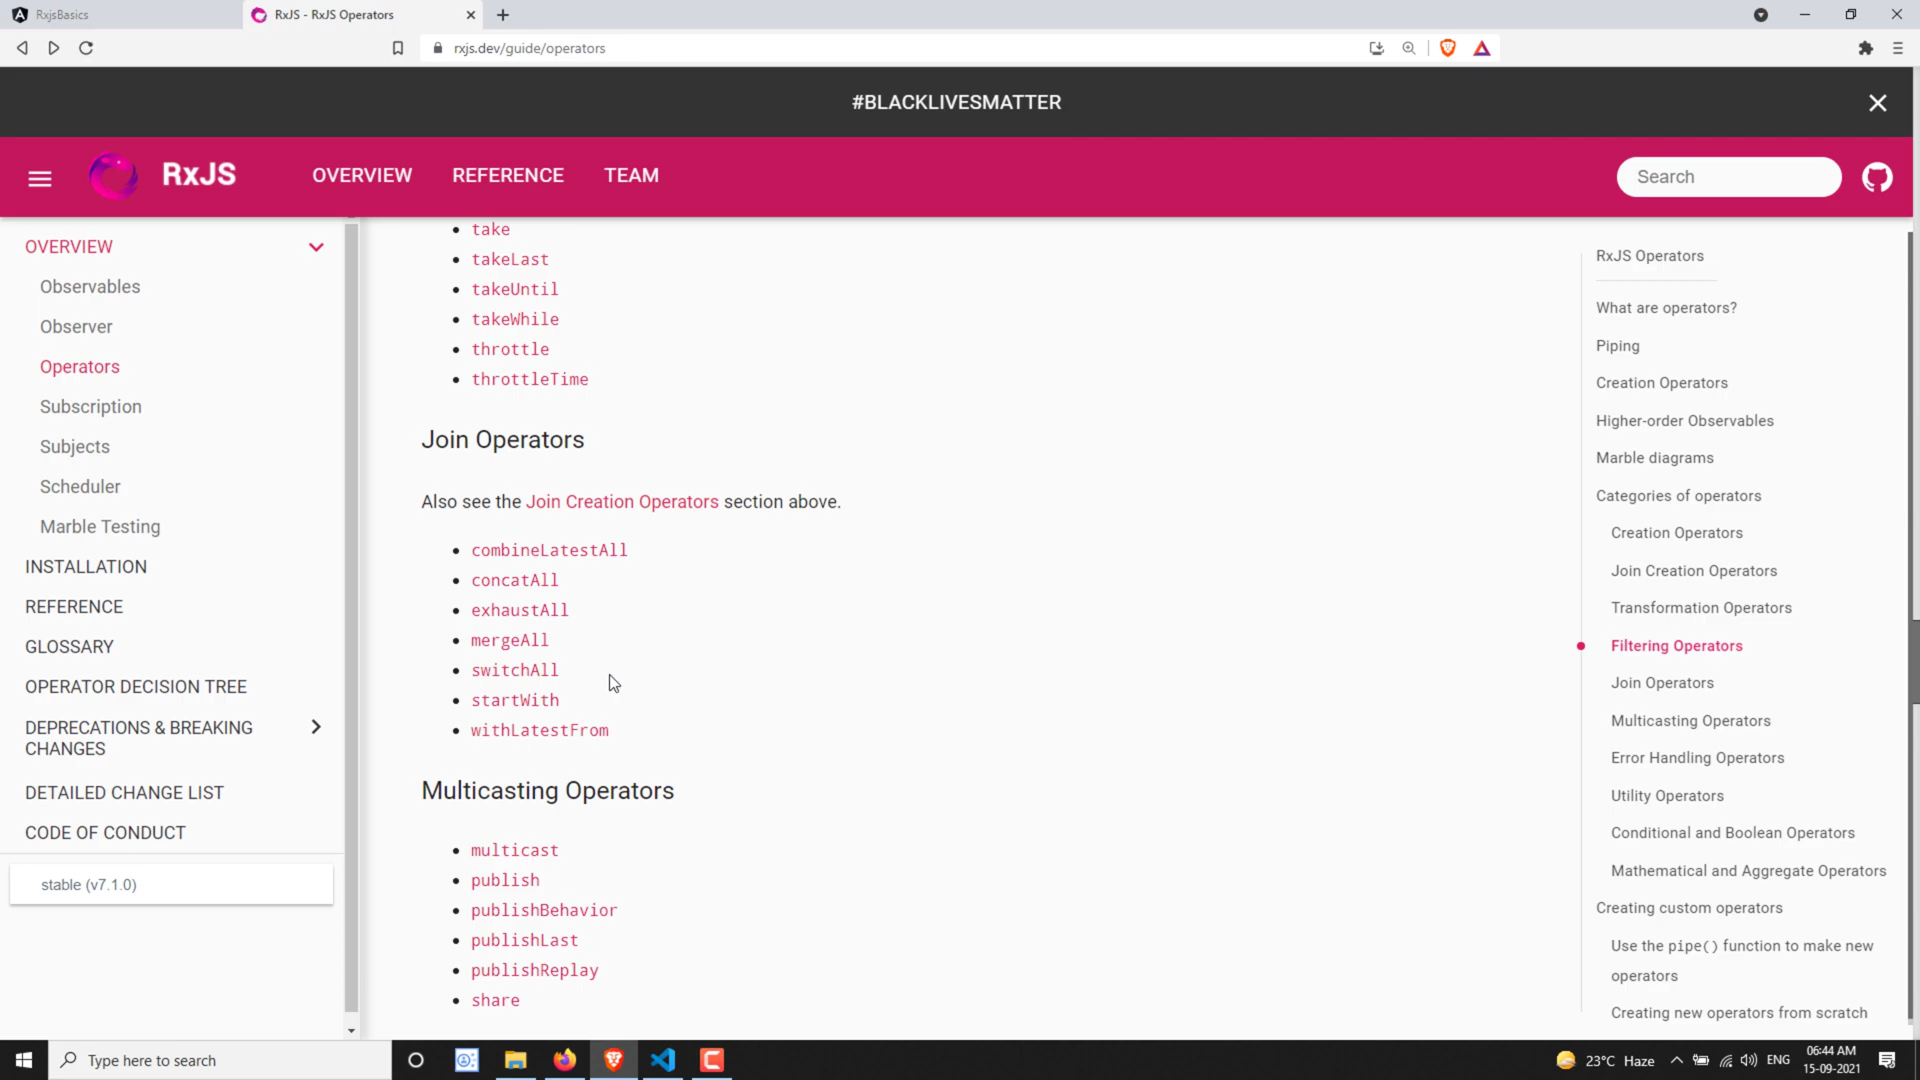 RxjsBasics
RxJS - RxJS Operators
rxjs.dev/guide/operators
#BLACKLIVESMATTER
RxJS
OVERVIEW
REFERENCE
TEAM
Search
OVERVIEW
Observables
Observer
Operators
Subscription
Subjects
Scheduler
Marble Testing
INSTALLATION
REFERENCE
GLOSSARY
OPERATOR DECISION TREE
DEPRECATIONS & BREAKING
CHANGES
DETAILED CHANGE LIST
CODE OF CONDUCT
stable (v7.1.0)
take
takeLast
takeUntil
takeWhile
throttle
throttleTime
Join Operators
Also see the Join Creation Operators section above.
combineLatestAll
concatAll
exhaustAll
mergeAll
switchAll
startWith
withLatestFrom
Multicasting Operators
multicast
publish
publishBehavior
publishLast
publishReplay
share
RxJS Operators
What are operators?
Piping
Creation Operators
Higher-order Observables
Marble diagrams
Categories of operators
Creation Operators
Join Creation Operators
Transformation Operators
Filtering Operators
Join Operators
Multicasting Operators
Error Handling Operators
Utility Operators
Conditional and Boolean Operators
Mathematical and Aggregate Operators
Creating custom operators
Use the pipe() function to make new
operators
Creating new operators from scratch
Type here to search
23°C Haze
ENG
06:44 AM
15-09-2021